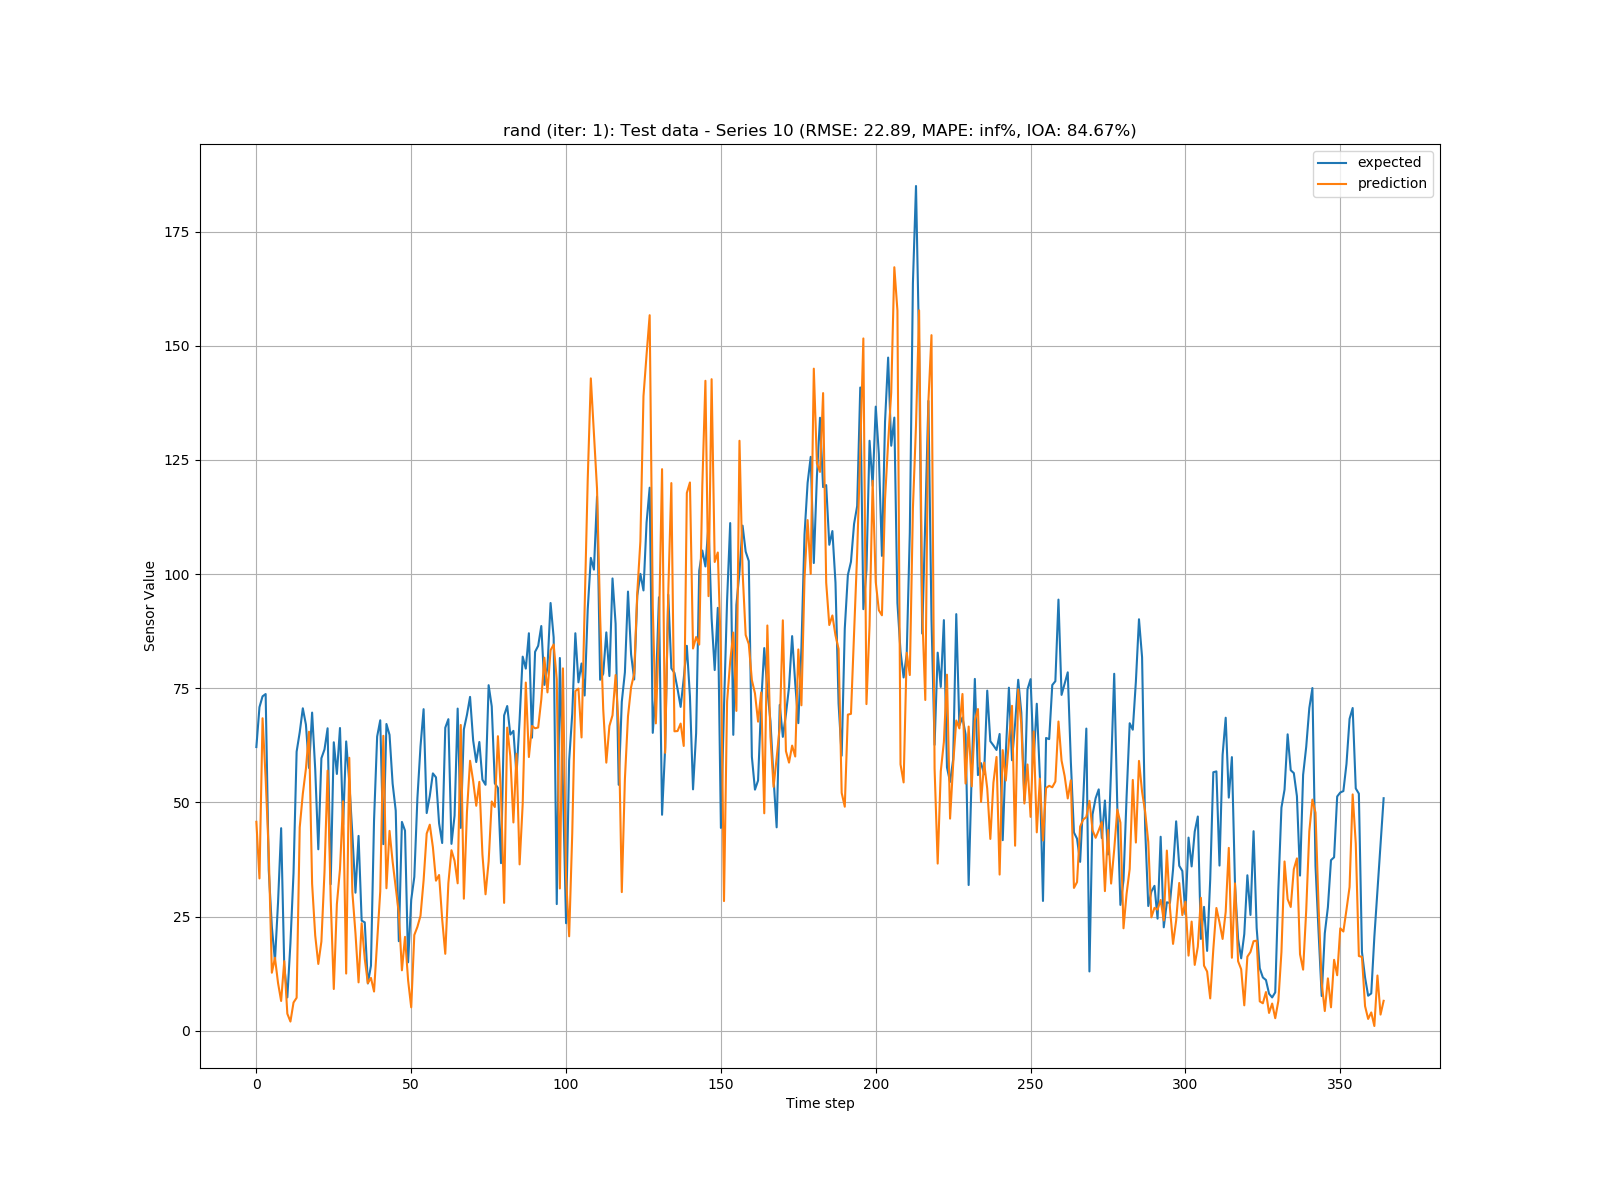 rand (iter: 1): Test data - Series 10 (RMSE: 22.89, MAPE: inf%, IOA: 84.67%)
expected
prediction
175
150
125
100
75
50
25
0
Sensor Value
0 50 100 150 200 250 300 350
Time step